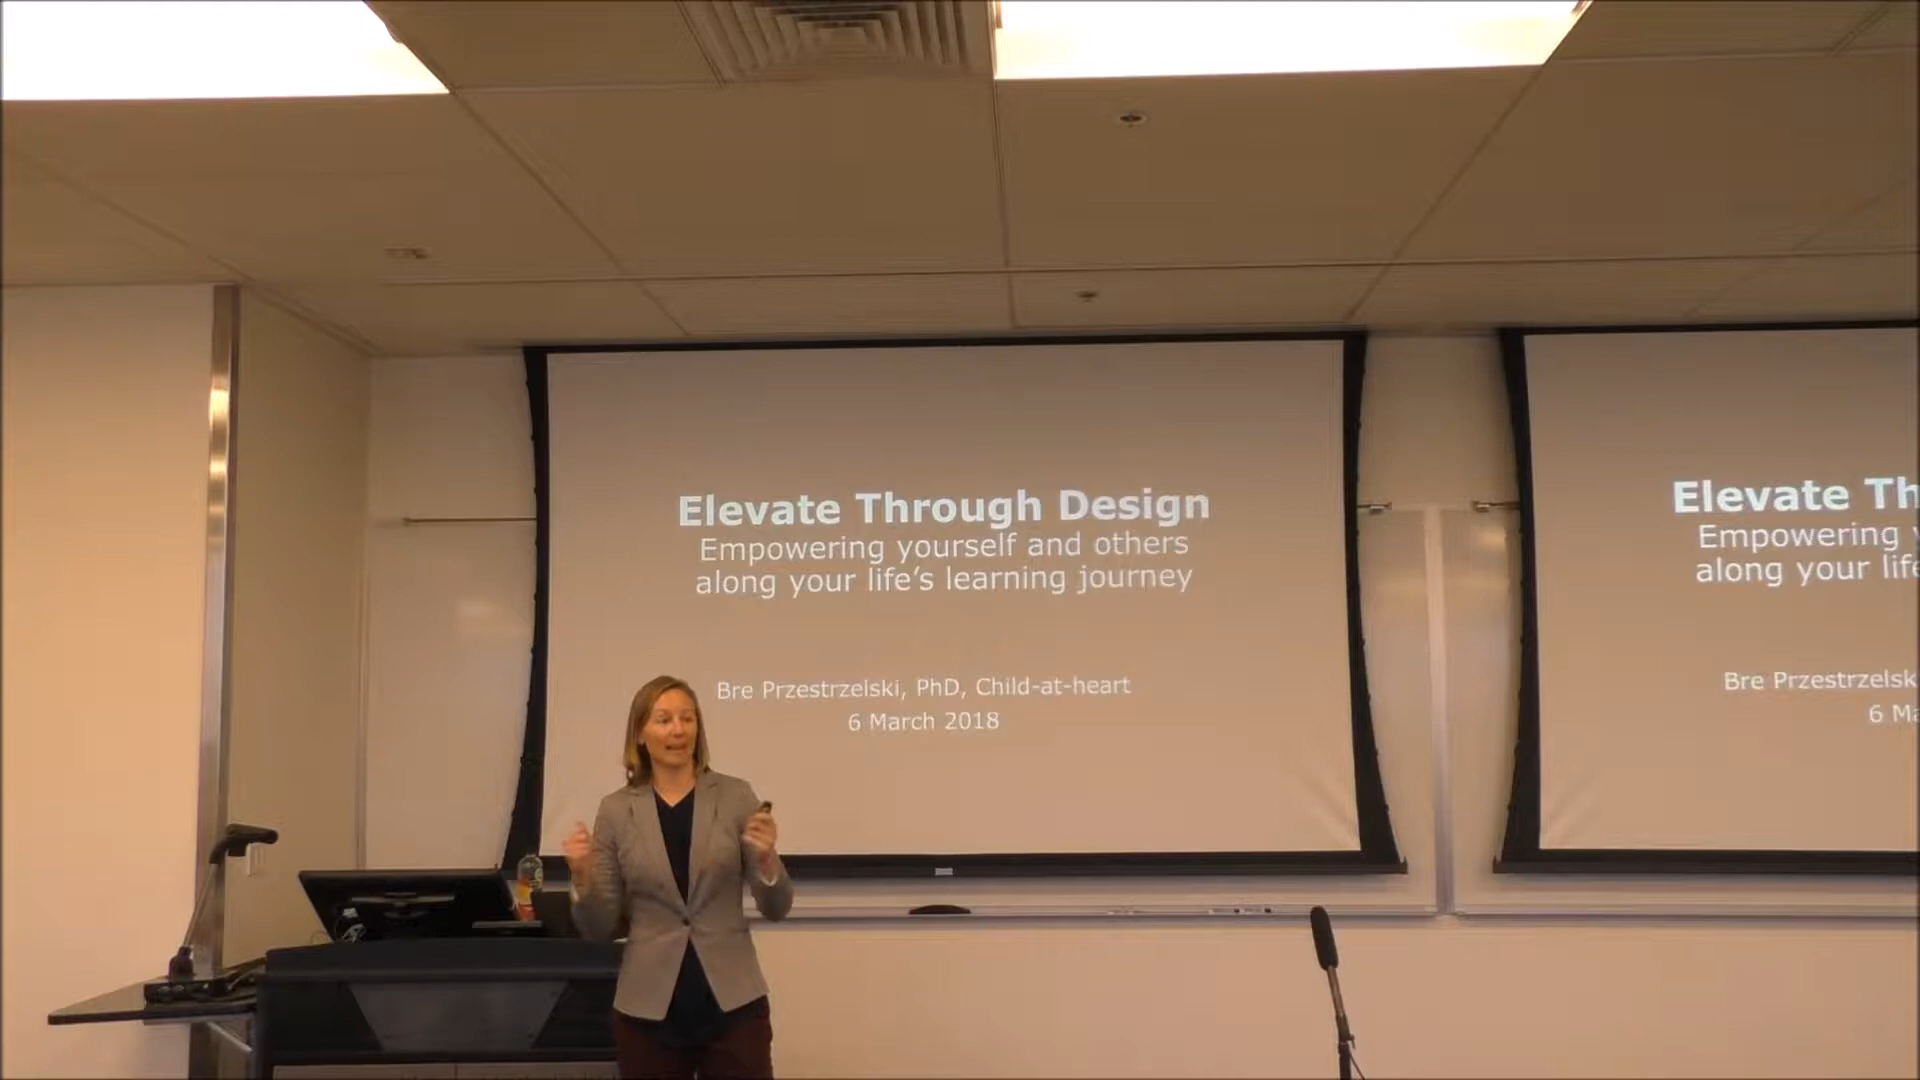 Elevate Through Design
Empowering yourself and others
along your life's learning journey
Bre Przestrzelski, PhD, Child-at-heart
6 March 2018
Elevate Th
Empowering y
along your life
Bre Przestrzelsk
6 Ma